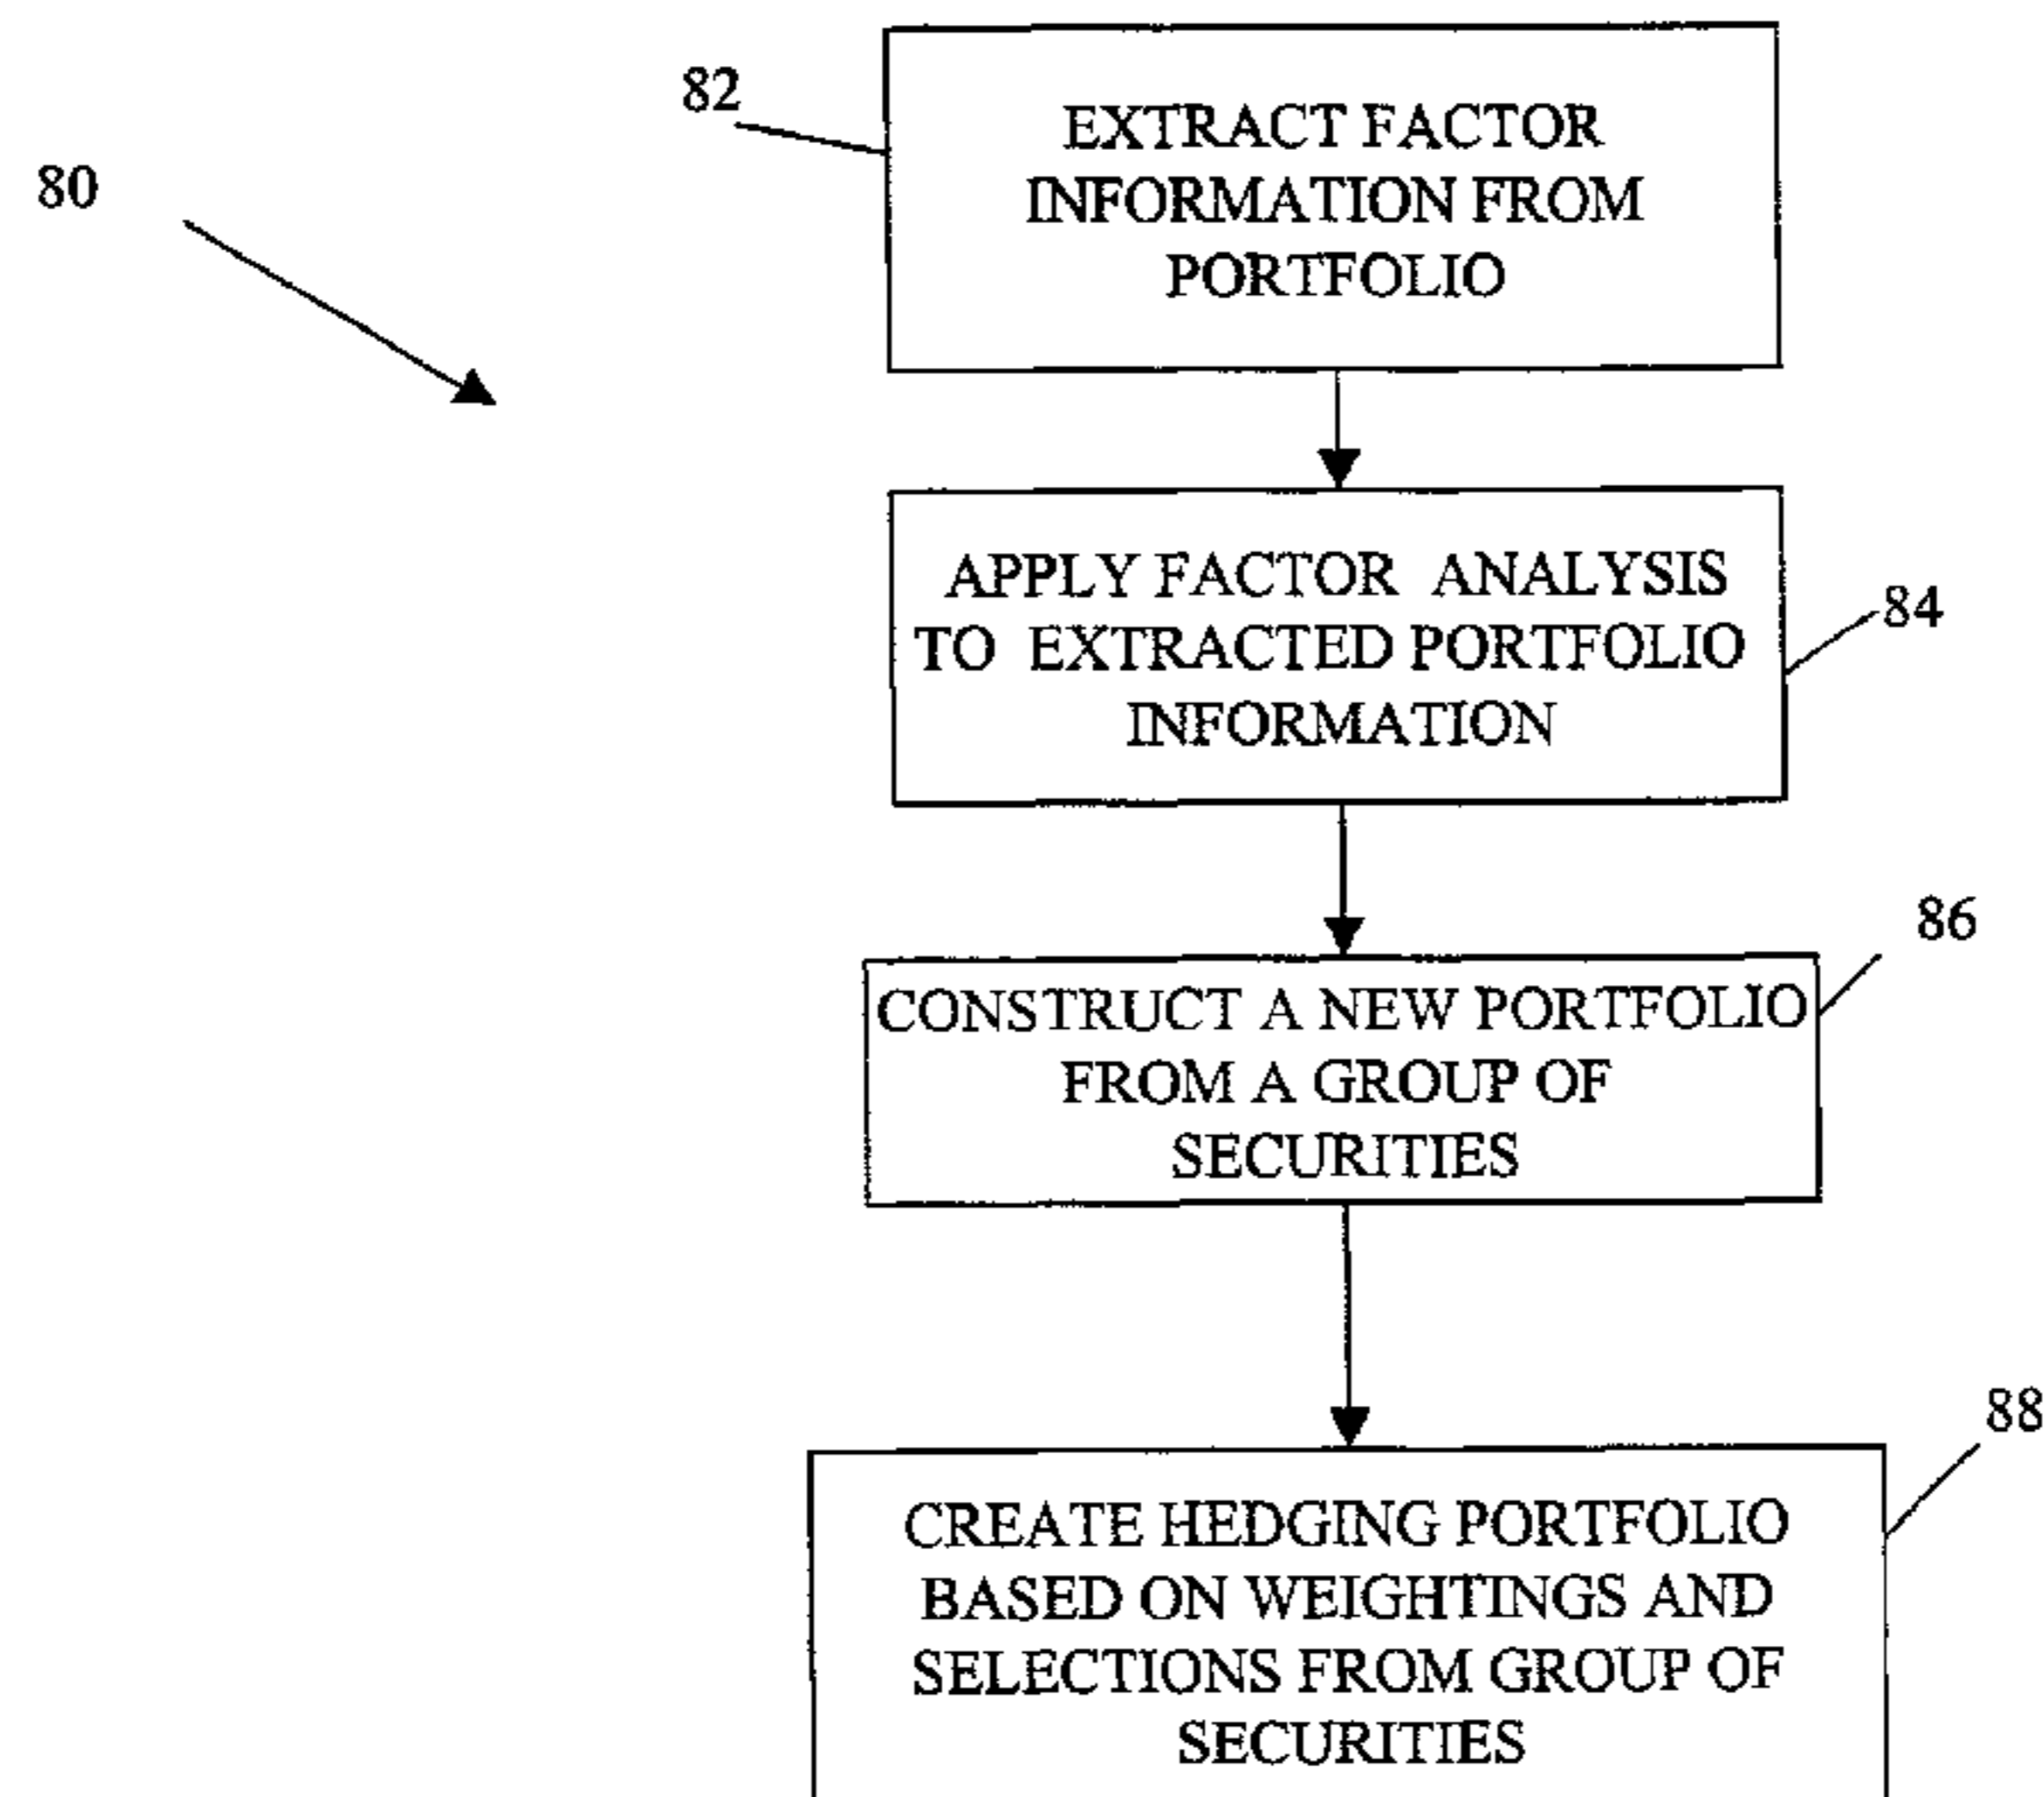 82
EXTRACT FACTOR
INFORMATION FROM
PORTFOLIO
80
APPLY FACTOR ANALYSIS
TO EXTRACTED PORTFOLIO
INFORMATION
84
86
CONSTRUCT A NEW PORTFOLIO
FROM A GROUP OF
SECURITIES
88
CREATE HEDGING PORTFOLIO
BASED ON WEIGHTINGS AND
SELECTIONS FROM GROUP OF
SECURITIES